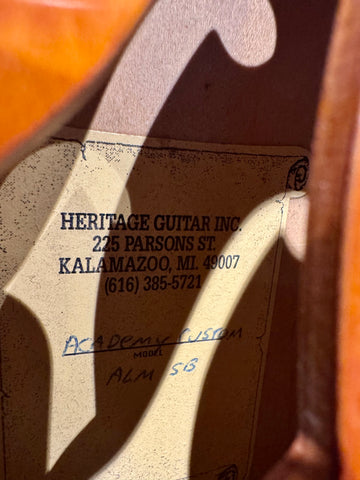 HERITAGE GUITAR INC.
225 PARSONS ST.
KALAMAZOO, MI. 49007
(616) 385-5721
ACADEMY CUSTOM
MODEL
ALM SB